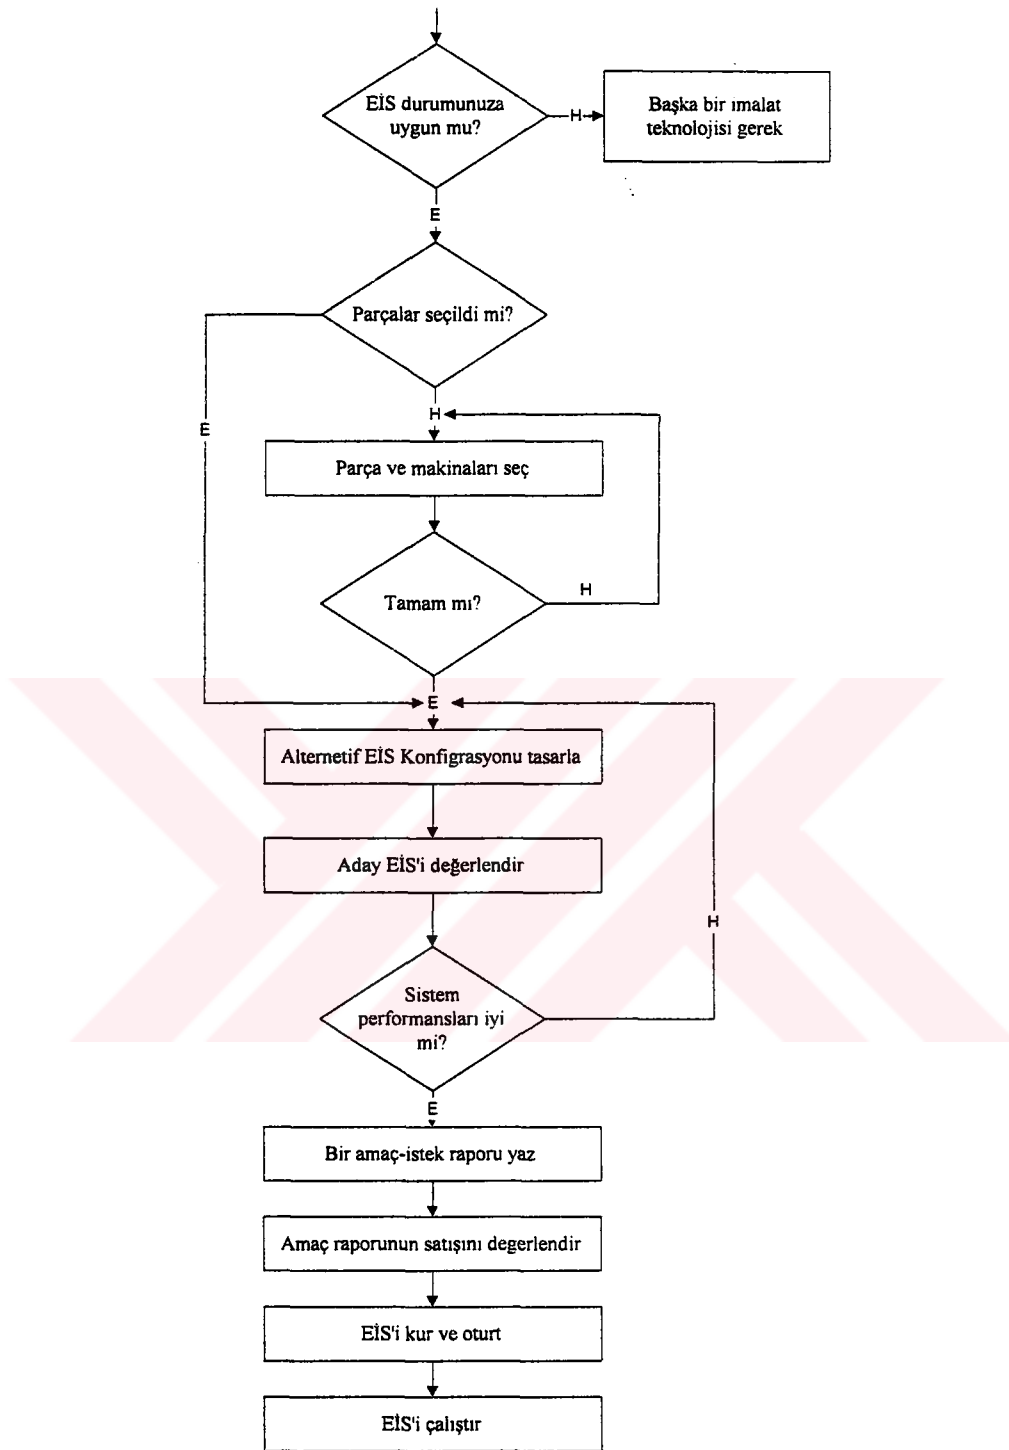 EİS durumunuza
uygun mu?
H
Başka bir imalat
teknolojisi gerek
E
Parçalar seçildi mi?
H
E
Parça ve makinaları seç
Tamam mı?
H
E
Alternetif EİS Konfigrasyonu tasarla
Aday EİS'i değerlendir
H
Sistem
performansları iyi
mi?
E
Bir amaç-istek raporu yaz
Amaç raporunun satışını degerlendir
EİS'i kur ve oturt
EİS'i çalıştır